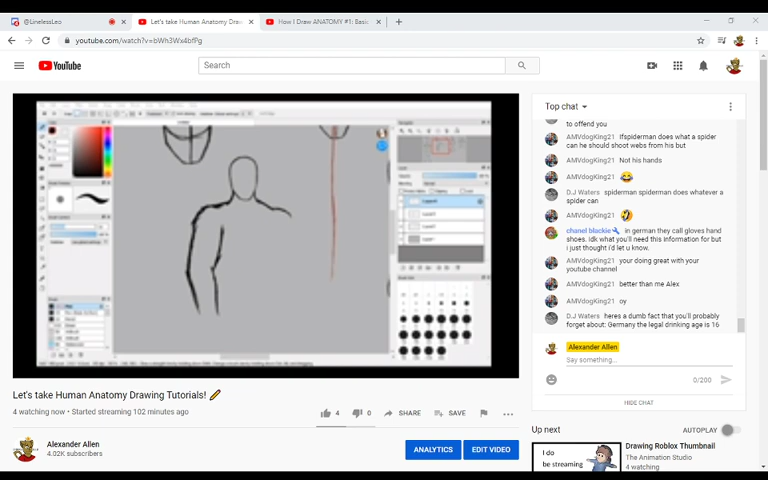 @LinelessLeo
Let's take Human Anatomy Draw
How I Draw ANATOMY #1: Basic
youtube.com/watch?v=bWh3Wx4bfPg
YouTube
Search
Top chat
to offend you
AMVdogKing21 Ifspiderman does what a spider
can he should shoot webs from his but
AMVdogKing21 Not his hands
AMVdogKing21
D.J Waters spiderman spiderman does whatever a
spider can
AMVdogKing21
chanel blackie in german they call gloves hand
shoes. idk what you'll need this information for but
i just thought i'd let u know.
AMVdogKing21 your doing great with your
youtube channel
AMVdogKing21 better than me Alex
AMVdogKing21 oy
D.J Waters heres a dumb fact that you'll probably
forget about: Germany the legal drinking age is 16
Alexander Allen
Say something...
0/200
HIDE CHAT
Let's take Human Anatomy Drawing Tutorials!
4 watching now • Started streaming 102 minutes ago
4
0
SHARE
SAVE
Alexander Allen
4.02K subscribers
ANALYTICS
EDIT VIDEO
Up next
AUTOPLAY
I do
be streaming
Drawing Roblox Thumbnail
The Animation Studio
4 watching